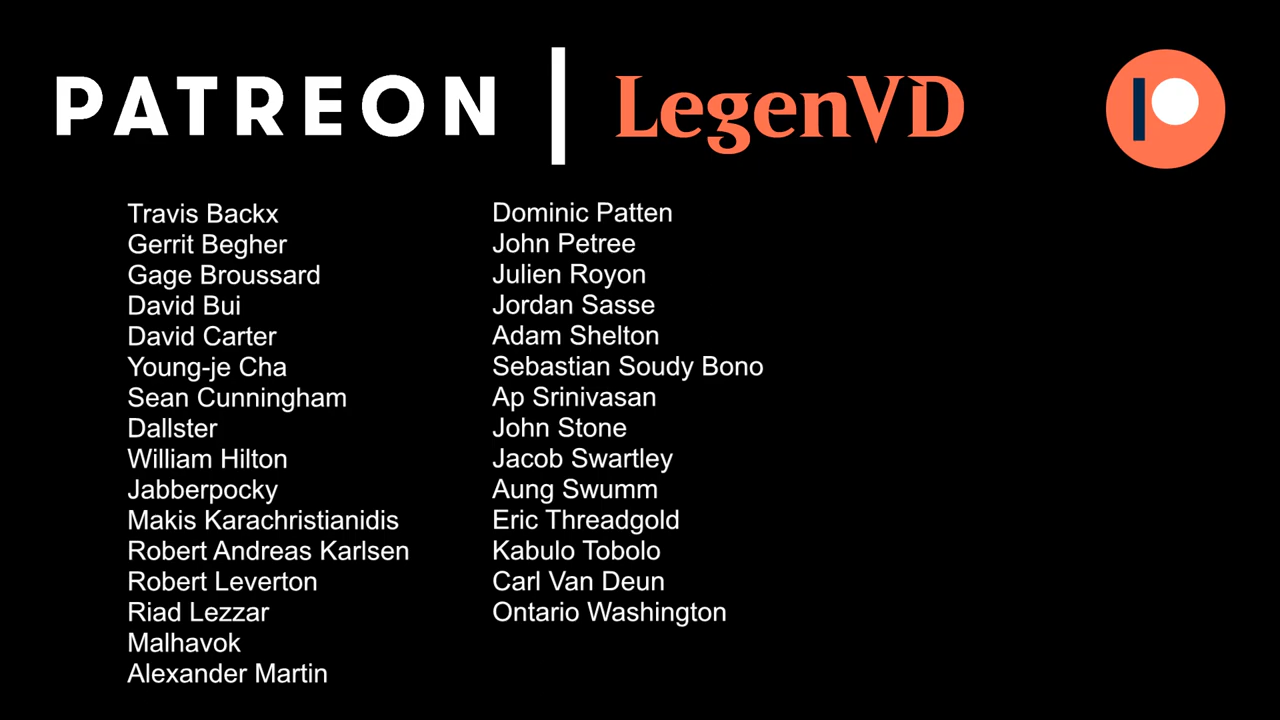 PATREON | LegenVD
Travis Backx
Gerrit Begher
Gage Broussard
David Bui
David Carter
Young-je Cha
Sean Cunningham
Dallster
William Hilton
Jabberpocky
Makis Karachristianidis
Robert Andreas Karlsen
Robert Leverton
Riad Lezzar
Malhavok
Alexander Martin
Dominic Patten
John Petree
Julien Royon
Jordan Sasse
Adam Shelton
Sebastian Soudy Bono
Ap Srinivasan
John Stone
Jacob Swartley
Aung Swumm
Eric Threadgold
Kabulo Tobolo
Carl Van Deun
Ontario Washington